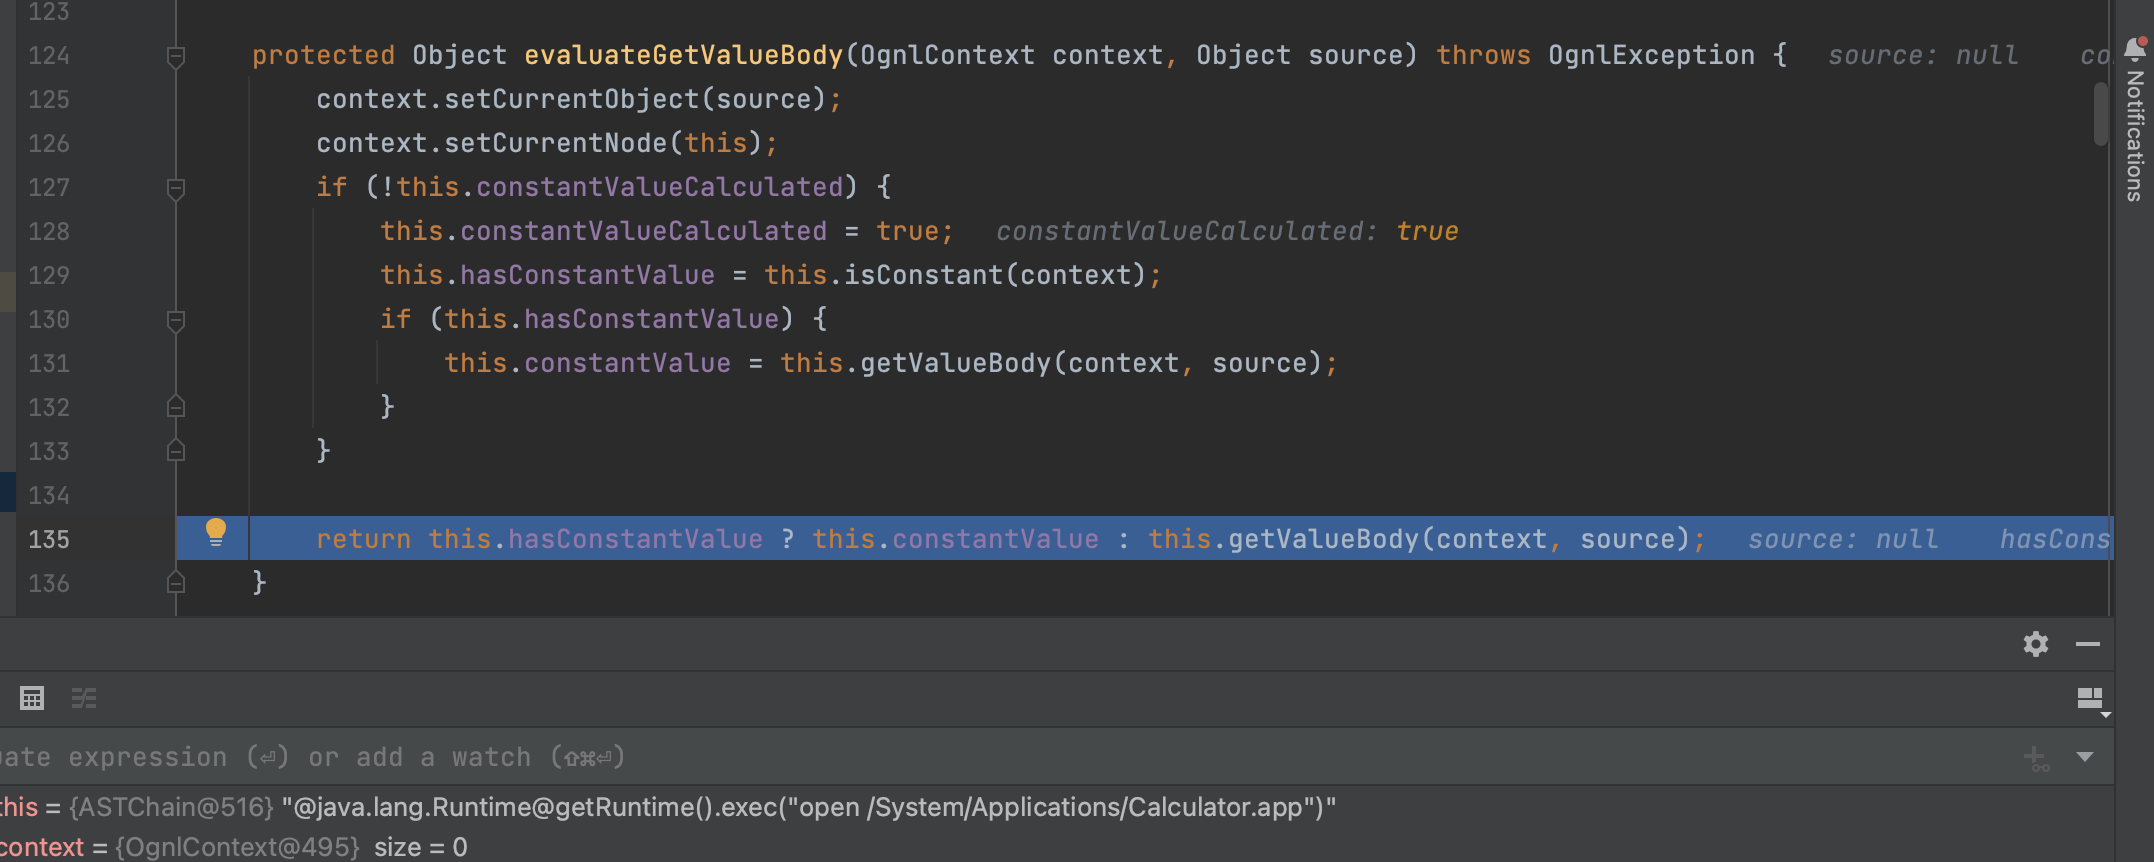 123
124 protected Object evaluateGetValueBody(OgnlContext context, Object source) throws OgnlException { source: null co
125 context.setCurrentObject(source);
126 context.setCurrentNode(this);
127 if (!this.constantValueCalculated) {
128 this.constantValueCalculated = true; constantValueCalculated: true
129 this.hasConstantValue = this.isConstant(context);
130 if (this.hasConstantValue) {
131 this.constantValue = this.getValueBody(context, source);
132 }
133 }
134
135 return this.hasConstantValue ? this.constantValue : this.getValueBody(context, source); source: null hasCons
136 }
Notifications
uate expression (⏎) or add a watch (⇧⌘⏎)
this = {ASTChain@516} "@java.lang.Runtime@getRuntime().exec("open /System/Applications/Calculator.app")"
context = {OgnlContext@495} size = 0